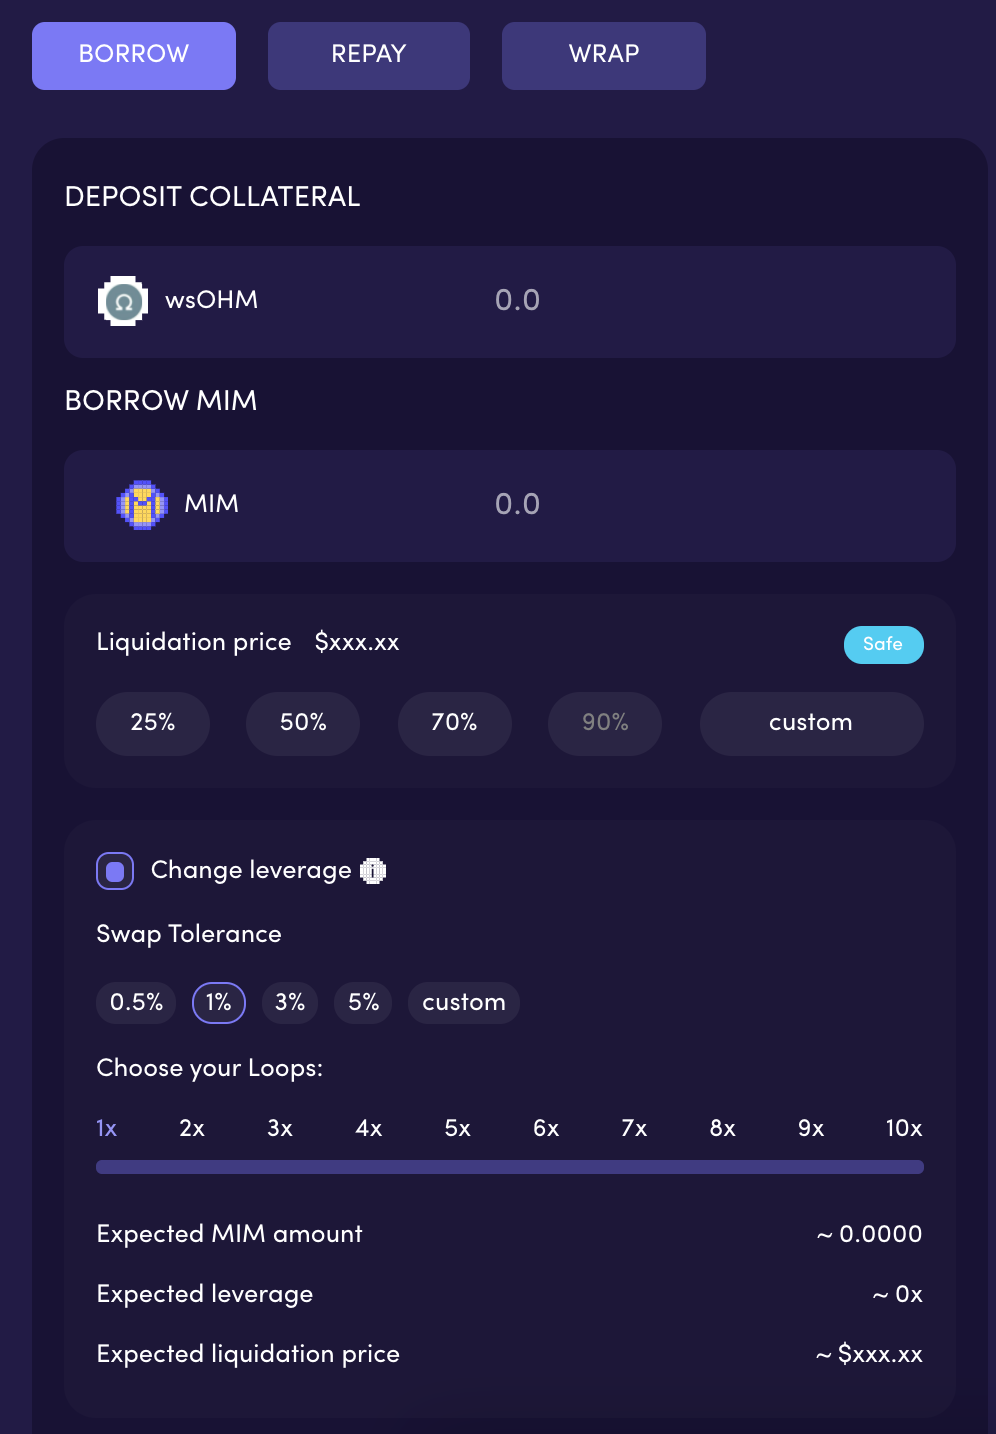 BORROW REPAY WRAP
DEPOSIT COLLATERAL
Ω wsOHM 0.0
BORROW MIM
MIM 0.0
Liquidation price $xxx.xx Safe
25% 50% 70% 90% custom
Change leverage
Swap Tolerance
0.5% 1% 3% 5% custom
Choose your Loops:
1x 2x 3x 4x 5x 6x 7x 8x 9x 10x
Expected MIM amount ~ 0.0000
Expected leverage ~ 0x
Expected liquidation price ~ $xxx.xx